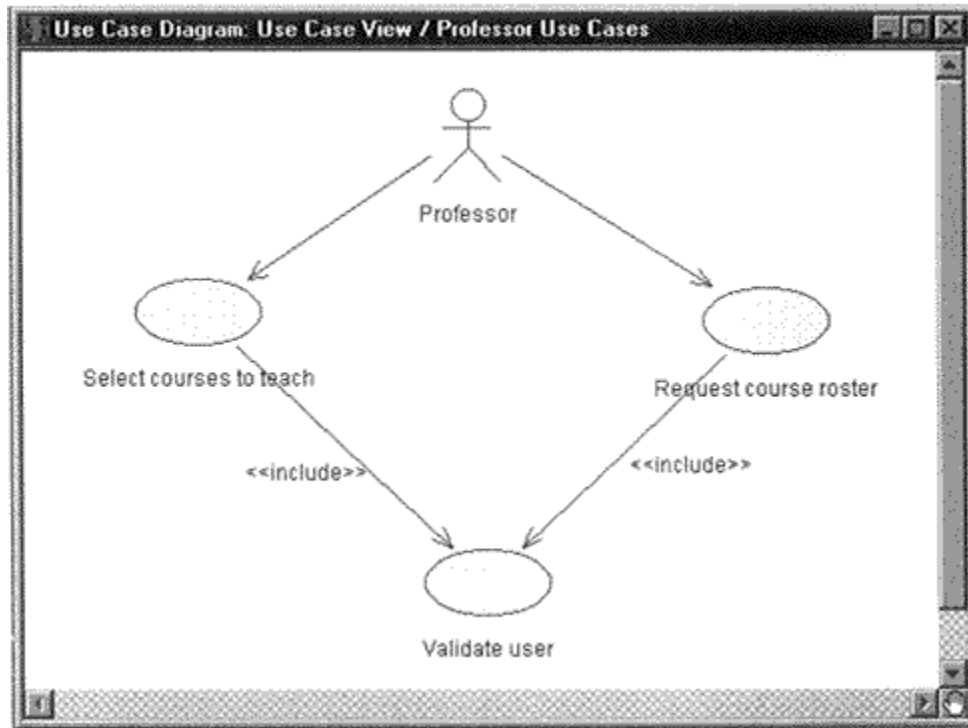 Use Case Diagram: Use Case View / Professor Use Cases
Professor
Select courses to teach
Request course roster
<<include>>
<<include>>
Validate user